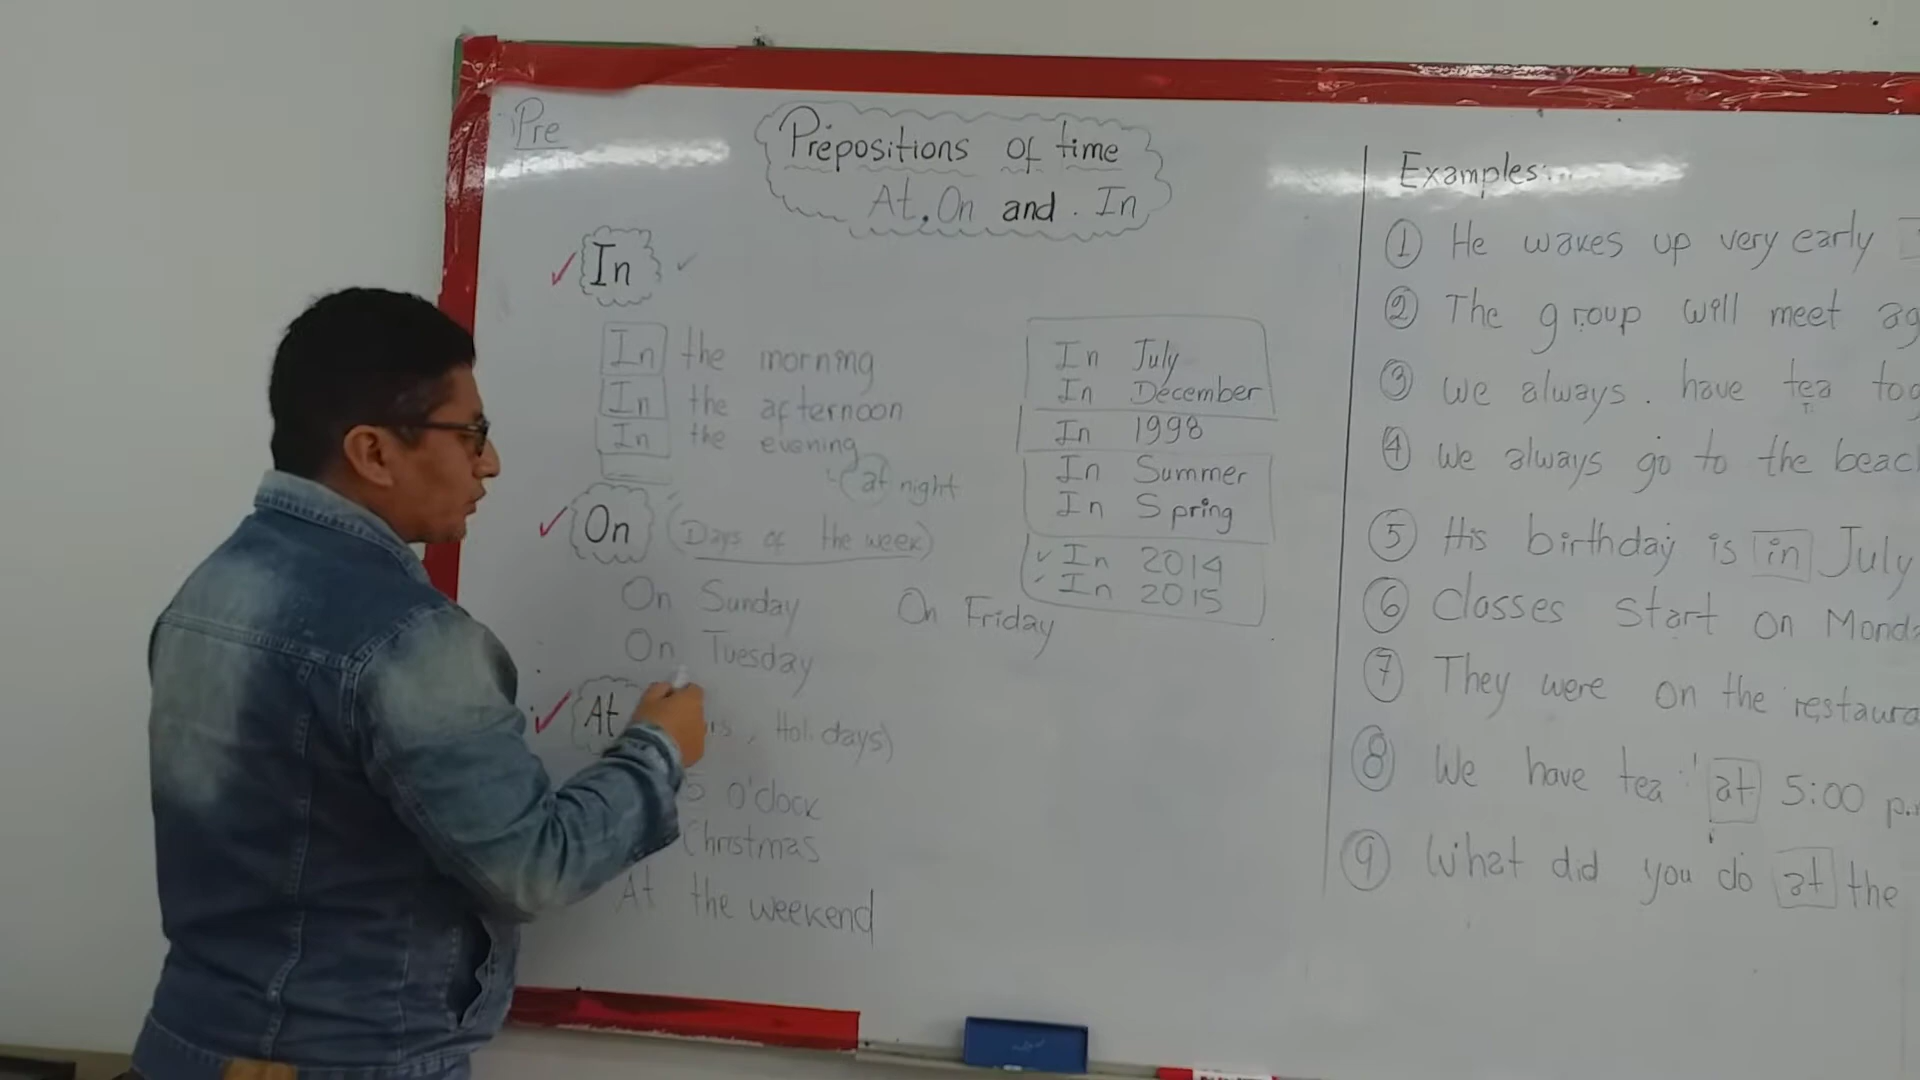 Pre
Prepositions of time
At, On and In
In
In the morning
In the afternoon
In the evening
at night
In July
In December
In 1998
In Summer
In Spring
In 2014
In 2015
On (Days of the week)
On Sunday
On Friday
On Tuesday
At , Holidays)
5 o'clock
Christmas
At the weekend
Examples:
1 He wakes up very early
2 The group will meet
3 We always have tea
4 We always go to the
5 His birthday is in July
6 Classes start on
7 They were on the
8 We have tea at 5:00
9 What did you do at the